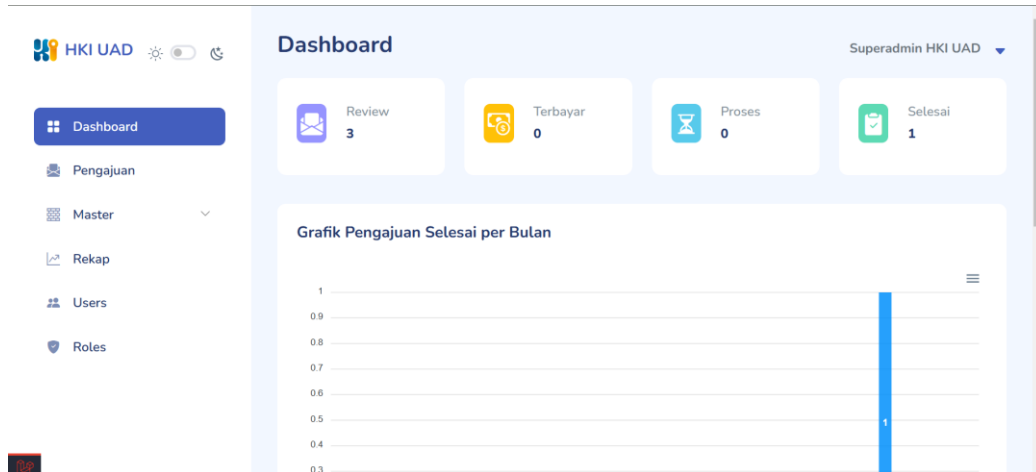 HKI UAD
Dashboard
Pengajuan
Master
Rekap
Users
Roles
Dashboard
Superadmin HKI UAD
Review
3
Terbayar
0
Proses
0
Selesai
1
Grafik Pengajuan Selesai per Bulan
1
0.9
0.8
0.7
0.6
0.5
0.4
0.3
1